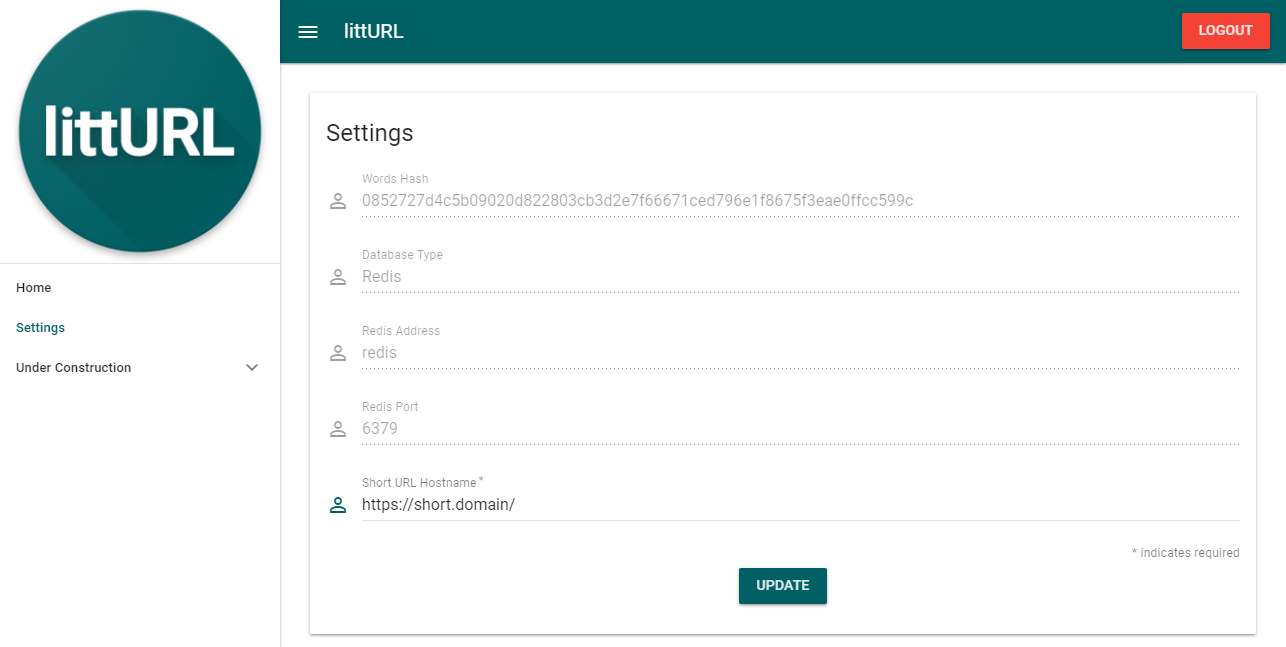 littURL
littURL
LOGOUT
Home
Settings
Under Construction
Settings
Words Hash
0852727d4c5b09020d822803cb3d2e7f66671ced796e1f8675f3eae0ffcc599c
Database Type
Redis
Redis Address
redis
Redis Port
6379
Short URL Hostname *
https://short.domain/
* indicates required
UPDATE